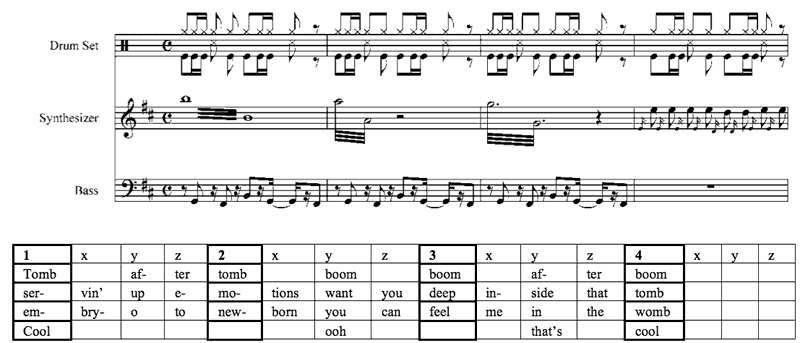 Drum Set
Synthesizer
Bass
1 x y z 2 x y z 3 x y z 4 x y z
Tomb af- ter tomb boom boom af- ter boom
ser- vin' up e- mo- tions want you deep in- side that tomb
em- bry- o to new- born you can feel me in the womb
Cool ooh that's cool